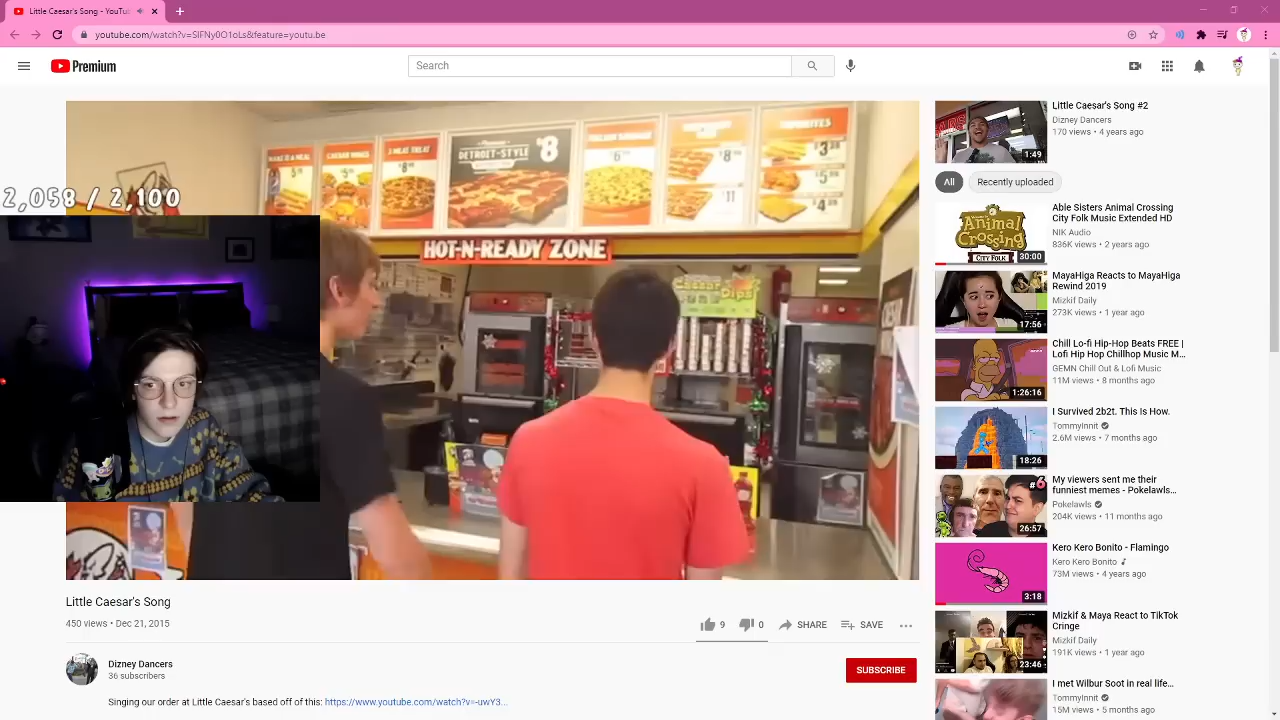 Little Caesar's Song - YouTu
youtube.com/watch?v=SIFNy0O1oLs&feature=youtu.be
Premium
Search
2,058 / 2,100
DETROIT-STYLE
$8
HOT-N-READY ZONE
Caesar Dips
Little Caesar's Song
450 views • Dec 21, 2015
9
0
SHARE
SAVE
Dizney Dancers
36 subscribers
SUBSCRIBE
Singing our order at Little Caesar's based off of this: https://www.youtube.com/watch?v=-uwY3...
Little Caesar's Song #2
Dizney Dancers
170 views • 4 years ago
1:49
All
Recently uploaded
Able Sisters Animal Crossing
City Folk Music Extended HD
NIK Audio
836K views • 2 years ago
Animal
Crossing
CITY FOLK
30:00
MayaHiga Reacts to MayaHiga
Rewind 2019
Mizkif Daily
273K views • 1 year ago
17:56
Chill Lo-fi Hip-Hop Beats FREE |
Lofi Hip Hop Chillhop Music M...
GEMN Chill Out & Lofi Music
11M views • 8 months ago
1:26:16
I Survived 2b2t. This Is How.
TommyInnit
2.6M views • 7 months ago
18:26
My viewers sent me their
funniest memes - Pokelawls...
Pokelawls
204K views • 11 months ago
#6
26:57
Kero Kero Bonito - Flamingo
Kero Kero Bonito
73M views • 4 years ago
3:18
Mizkif & Maya React to TikTok
Cringe
Mizkif Daily
191K views • 1 year ago
23:46
I met Wilbur Soot in real life...
TommyInnit
15M views • 5 months ago